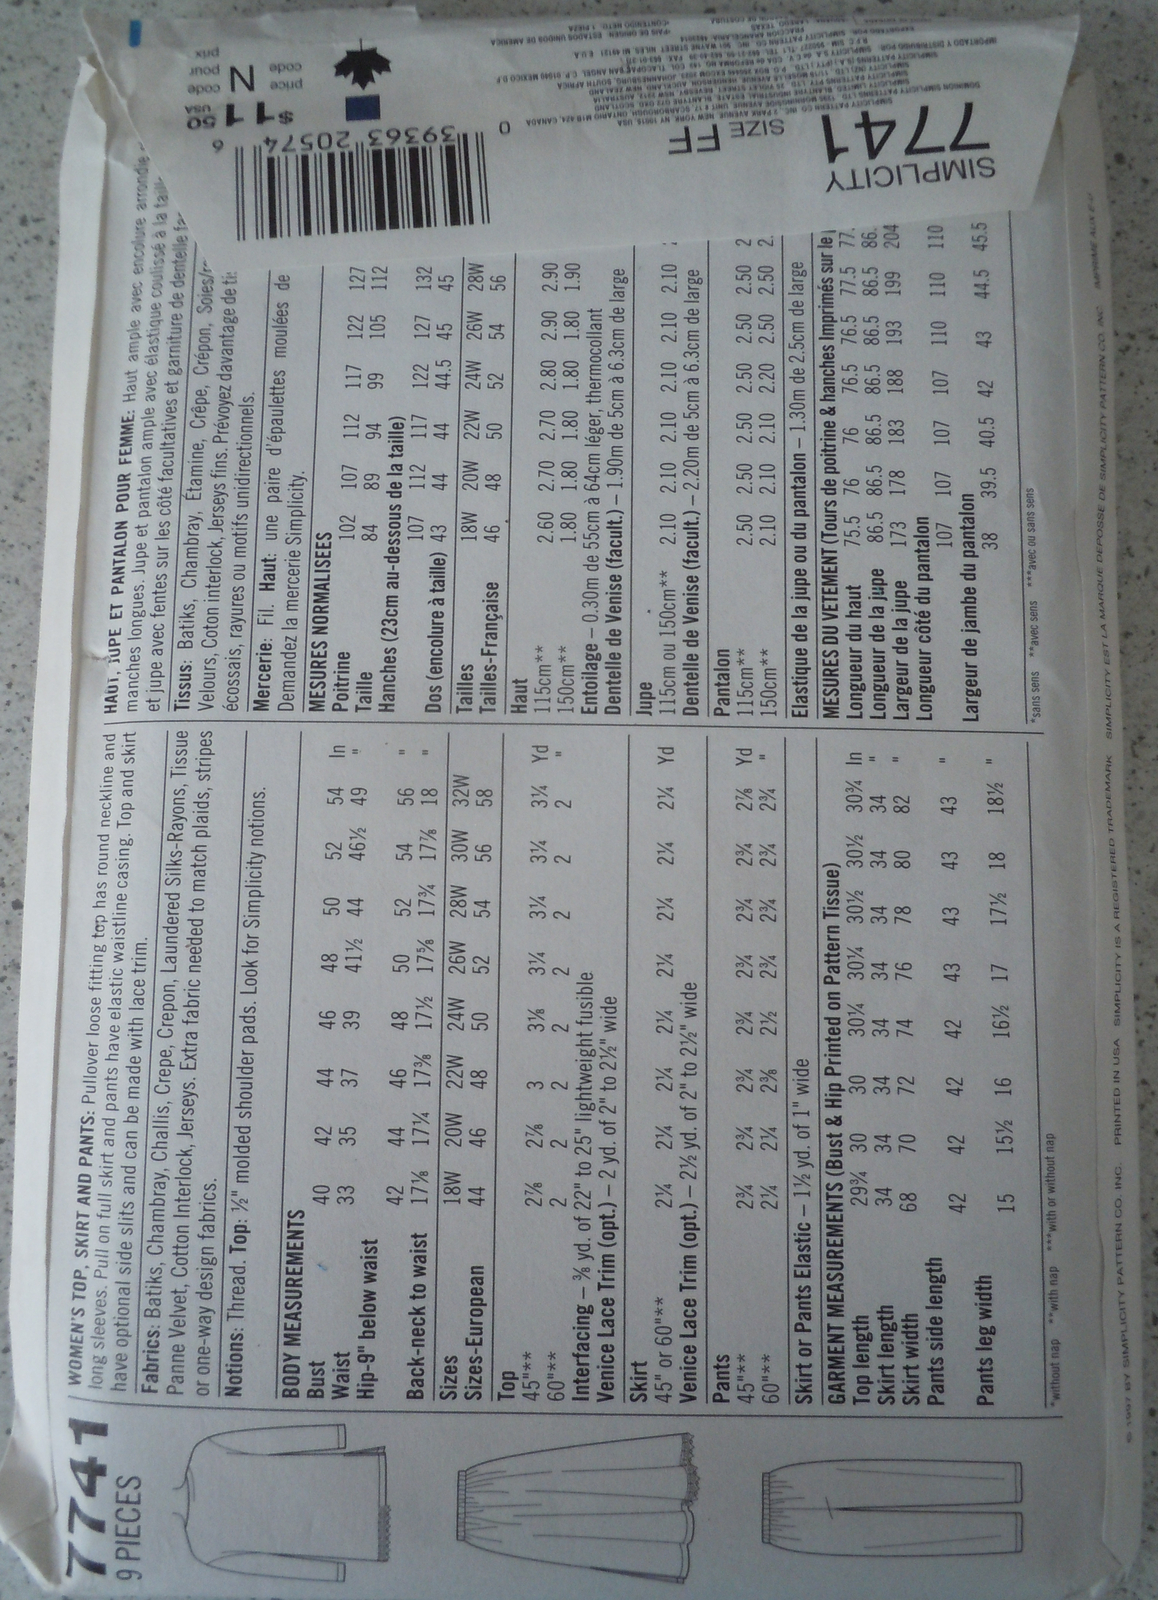 7741
9 PIECES
WOMEN'S TOP, SKIRT AND PANTS: Pullover loose fitting top has round neckline and
long sleeves. Pull on full skirt and pants have elastic waistline casing. Top and skirt
have optional side slits and can be made with lace trim.
Fabrics: Batiks, Chambray, Challis, Crepe, Crepon, Laundered Silks-Rayons, Tissue
Panne Velvet, Cotton Interlock, Jerseys. Extra fabric needed to match plaids, stripes
or one-way design fabrics.
Notions: Thread. Top: ½" molded shoulder pads. Look for Simplicity notions.
BODY MEASUREMENTS
Bust 40 42 44 46 48 50 52 54 In
Waist 33 35 37 39 41½ 44 46½ 49 "
Hip-9" below waist
42 44 46 48 50 52 54 56 "
Back-neck to waist 17⅛ 17¼ 17⅜ 17½ 17⅝ 17¾ 17⅞ 18 "
Sizes 18W 20W 22W 24W 26W 28W 30W 32W
Sizes-European 44 46 48 50 52 54 56 58
Top
45"** 2⅞ 2⅞ 3 3⅛ 3¼ 3¼ 3¼ 3¼ Yd
60"** 2 2 2 2 2 2 2 2 "
Interfacing – ⅜ yd. of 22" to 25" lightweight fusible
Venice Lace Trim (opt.) – 2 yd. of 2" to 2½" wide
Skirt
45" or 60"** 2¼ 2¼ 2¼ 2¼ 2¼ 2¼ 2¼ 2¼ Yd
Venice Lace Trim (opt.) – 2½ yd. of 2" to 2½" wide
Pants
45"** 2¾ 2¾ 2¾ 2¾ 2¾ 2¾ 2¾ 2⅞ Yd
60"** 2¼ 2¼ 2⅜ 2½ 2¾ 2¾ 2¾ 2¾ "
Skirt or Pants Elastic – 1½ yd. of 1" wide
GARMENT MEASUREMENTS (Bust & Hip Printed on Pattern Tissue)
Top length 29¾ 30 30 30¼ 30¼ 30½ 30½ 30¾ In
Skirt length 34 34 34 34 34 34 34 34 "
Skirt width 68 70 72 74 76 78 80 82 "
Pants side length
42 42 42 42 43 43 43 43 "
Pants leg width
15 15½ 16 16½ 17 17½ 18 18½ "
*without nap **with nap ***with or without nap
HAUT, JUPE ET PANTALON POUR FEMME: Haut ample avec encolure arrondie
manches longues. Jupe et pantalon ample avec élastique coulissé à la
et jupe avec fentes sur les côté facultatives et garniture de dentelle
Tissus: Batiks, Chambray, Étamine, Crêpe, Crépon,
Velours, Coton interlock, Jerseys fins. Prévoyez davantage de
écossais, rayures ou motifs unidirectionnels.
Mercerie: Fil. Haut: une paire d'épaulettes moulées de
Demandez la mercerie Simplicity.
MESURES NORMALISEES
Poitrine 102 107 112 117 122 127
Taille 84 89 94 99 105 112
Hanches (23cm au-dessous de la taille)
107 112 117 122 127 132
Dos (encolure à taille) 43 44 44 44.5 45 45
Tailles 18W 20W 22W 24W 26W 28W
Tailles-Française 46 48 50 52 54 56
Haut
115cm** 2.60 2.70 2.70 2.80 2.90 2.90
150cm** 1.80 1.80 1.80 1.80 1.80 1.90
Entoilage – 0.30m de 55cm à 64cm léger, thermocollant
Dentelle de Venise (facult.) – 1.90m de 5cm à 6.3cm de large
Jupe
115cm ou 150cm** 2.10 2.10 2.10 2.10 2.10 2.10
Dentelle de Venise (facult.) – 2.20m de 5cm à 6.3cm de large
Pantalon
115cm** 2.50 2.50 2.50 2.50 2.50 2.50 2
150cm** 2.10 2.10 2.10 2.20 2.50 2.50 2.
Elastique de la jupe ou du pantalon – 1.30m de 2.5cm de large
MESURES DU VETEMENT (Tours de poitrine & hanches Imprimés sur le
Longueur du haut 75.5 76 76 76.5 76.5 77.5 77.
Longueur de la jupe 86.5 86.5 86.5 86.5 86.5 86.5 86.
Largeur de la jupe 173 178 183 188 193 199 204
Longueur côté du pantalon
107 107 107 107 110 110 110
Largeur de jambe du pantalon
38 39.5 40.5 42 43 44.5 45.5
*sans sens **avec sens ***avec ou sans sens
© 1997 BY SIMPLICITY PATTERN CO. INC. PRINTED IN USA SIMPLICITY IS A REGISTERED TRADEMARK SIMPLICITY EST LA MARQUE DEPOSSE DE SIMPLICITY PATTERN CO. INC.
SIMPLICITY
7741
SIZE FF
0 39363 20574 6
$11.50 USA
price code
N code pour prix